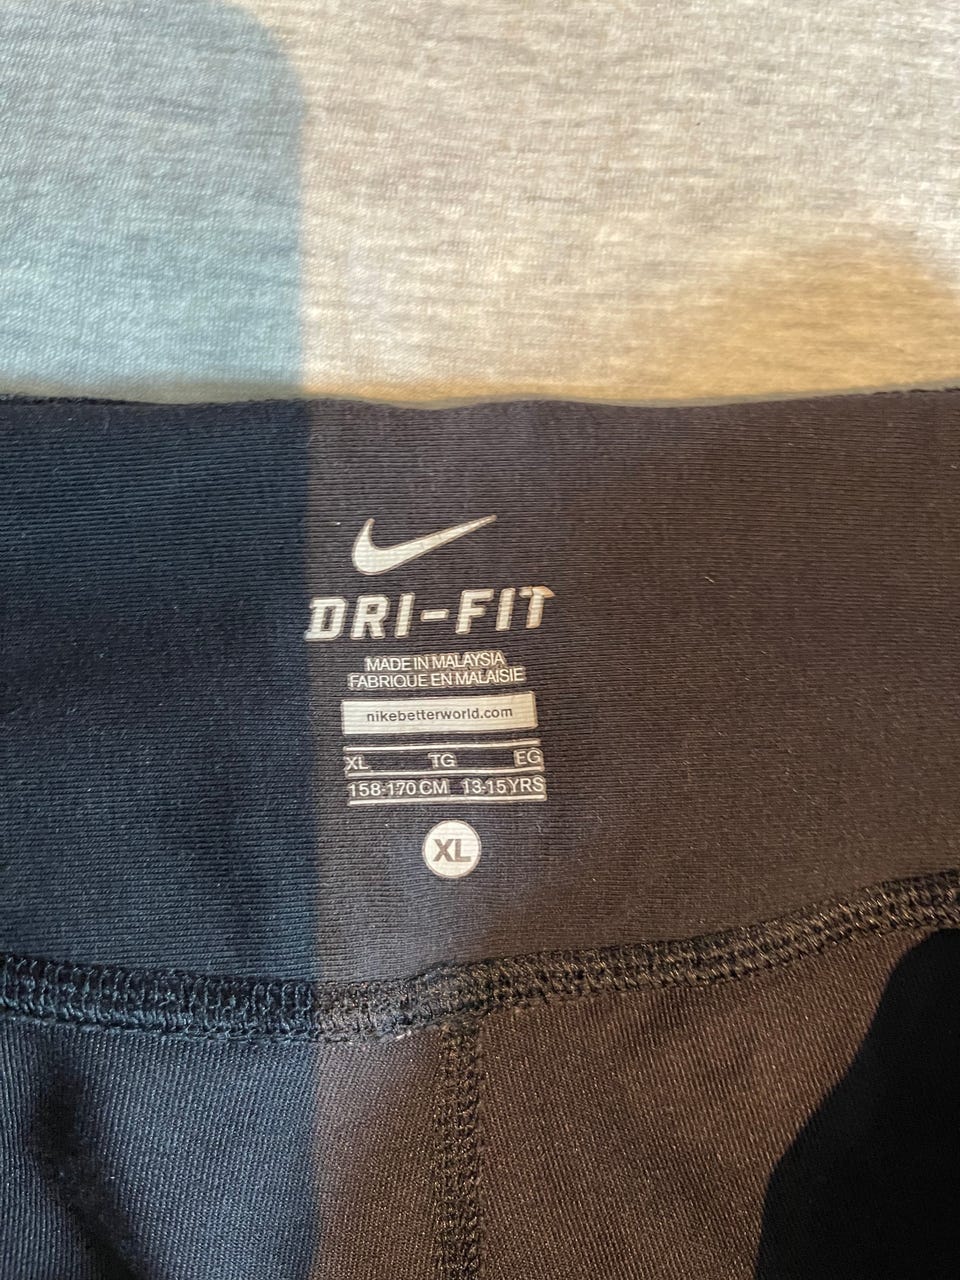 DRI-FIT
MADE IN MALAYSIA
FABRIQUE EN MALAISIE
nikebetterworld.com
XL TG EG
158-170 CM 13-15 YRS
XL